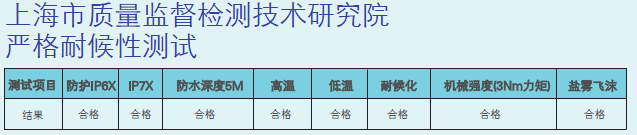 上海市质量监督检测技术研究院
严格耐候性测试
测试项目 防护IP6X IP7X 防水深度5M 高温 低温 耐候化 机械强度(3Nm力矩) 盐雾飞沫
结果 合格 合格 合格 合格 合格 合格 合格 合格